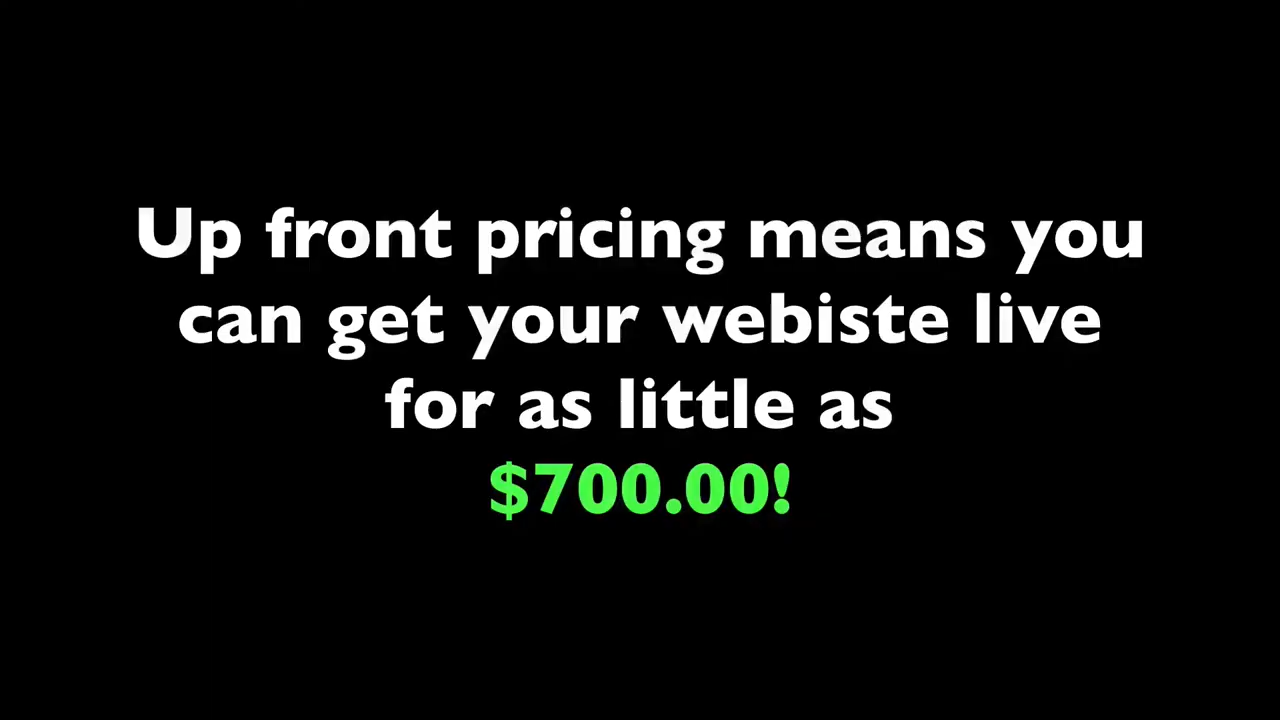 Up front pricing means you
can get your webiste live
for as little as
$700.00!